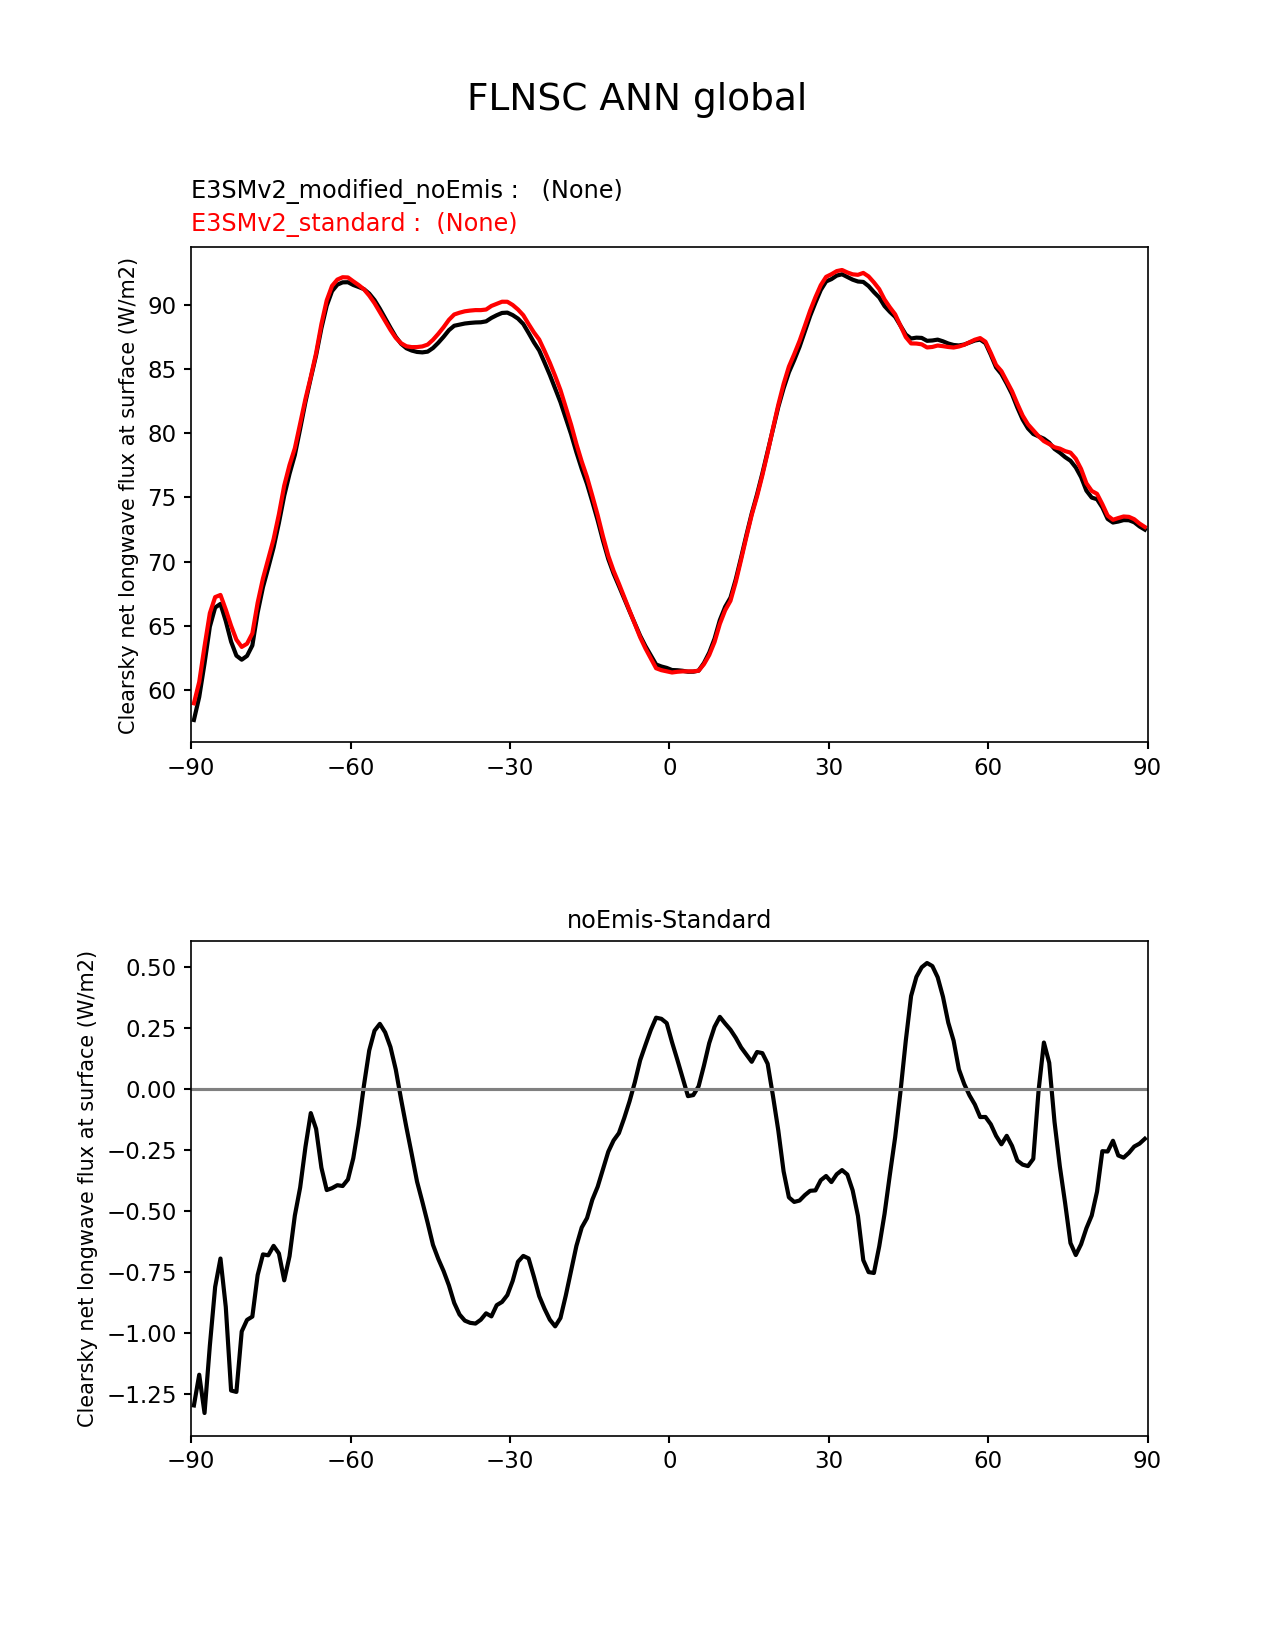 FLNSC ANN global
E3SMv2_modified_noEmis :   (None)
E3SMv2_standard :  (None)
Clearsky net longwave flux at surface (W/m2)
90
85
80
75
70
65
60
−90 −60 −30 0 30 60 90
noEmis-Standard
Clearsky net longwave flux at surface (W/m2)
0.50
0.25
0.00
−0.25
−0.50
−0.75
−1.00
−1.25
−90 −60 −30 0 30 60 90